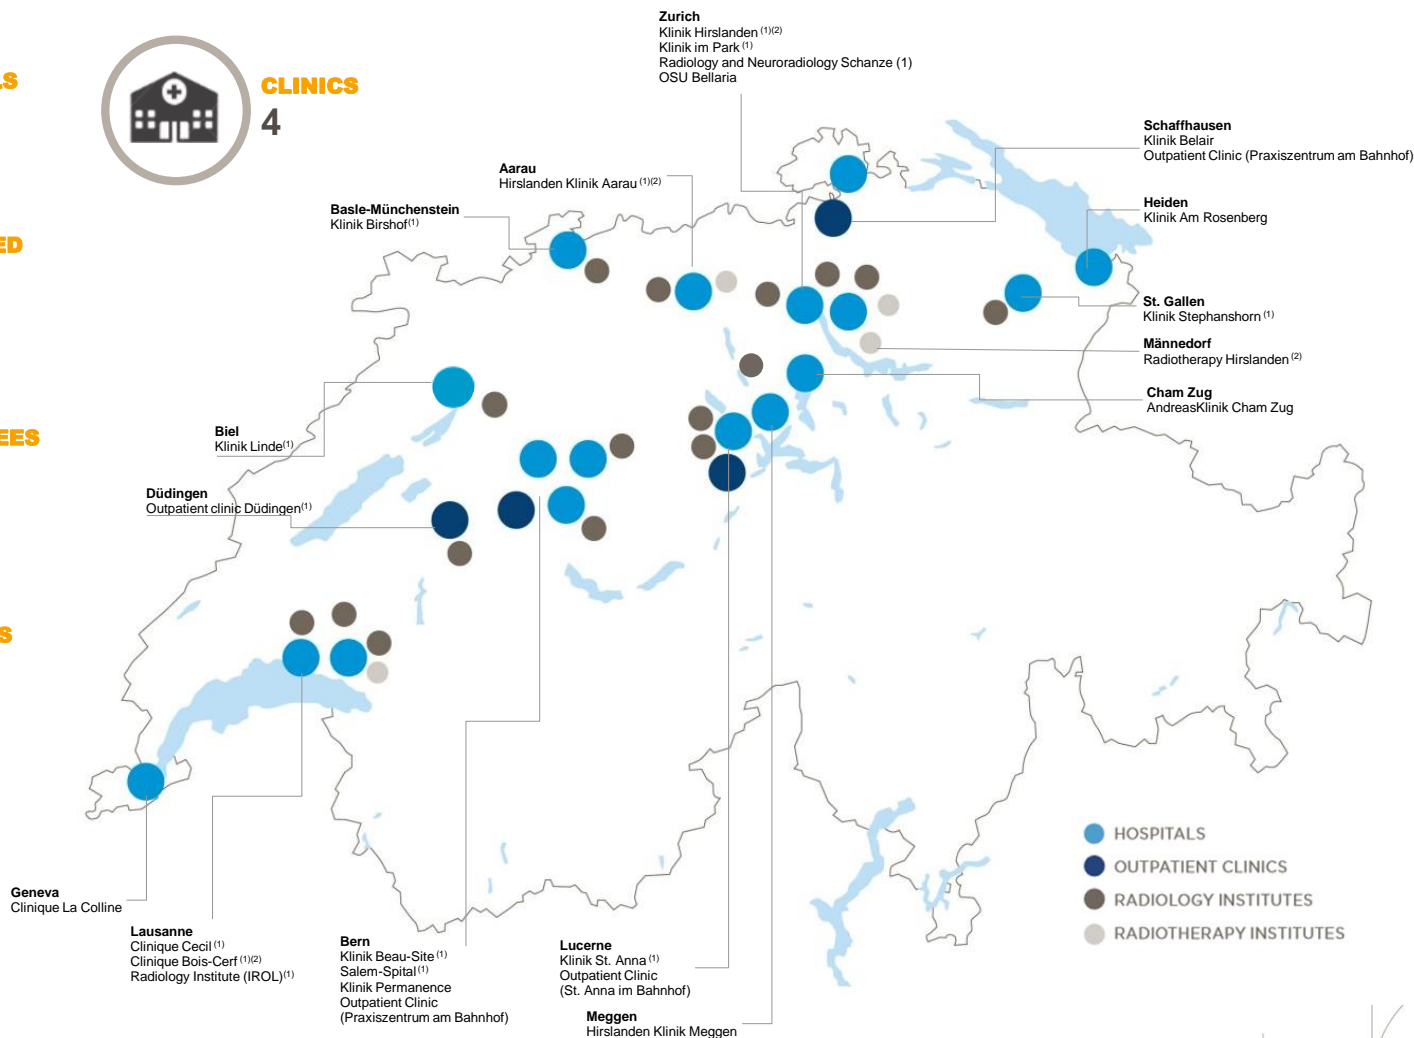 LS
CLINICS
4
ED
EES
S
Zurich
Klinik Hirslanden (1)(2)
Klinik im Park (1)
Radiology and Neuroradiology Schanze (1)
OSU Bellaria
Schaffhausen
Klinik Belair
Outpatient Clinic (Praxiszentrum am Bahnhof)
Aarau
Hirslanden Klinik Aarau (1)(2)
Basle-Münchenstein
Klinik Birshof(1)
Heiden
Klinik Am Rosenberg
St. Gallen
Klinik Stephanshorn (1)
Männedorf
Radiotherapy Hirslanden (2)
Cham Zug
AndreasKlinik Cham Zug
Biel
Klinik Linde(1)
Düdingen
Outpatient clinic Düdingen(1)
Geneva
Clinique La Colline
Lausanne
Clinique Cecil (1)
Clinique Bois-Cerf (1)(2)
Radiology Institute (IROL)(1)
Bern
Klinik Beau-Site (1)
Salem-Spital (1)
Klinik Permanence
Outpatient Clinic
(Praxiszentrum am Bahnhof)
Lucerne
Klinik St. Anna (1)
Outpatient Clinic
(St. Anna im Bahnhof)
Meggen
Hirslanden Klinik Meggen
HOSPITALS
OUTPATIENT CLINICS
RADIOLOGY INSTITUTES
RADIOTHERAPY INSTITUTES